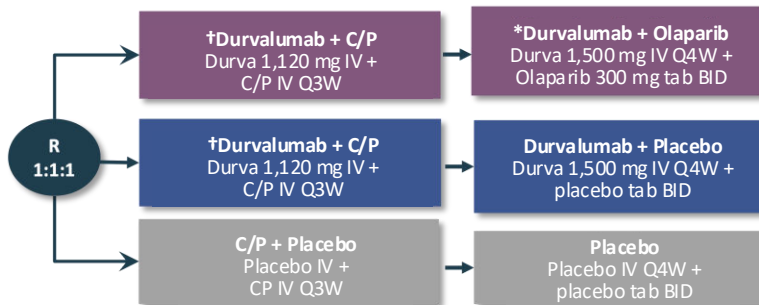 R
1:1:1
†Durvalumab + C/P
Durva 1,120 mg IV +
C/P IV Q3W
*Durvalumab + Olaparib
Durva 1,500 mg IV Q4W +
Olaparib 300 mg tab BID
†Durvalumab + C/P
Durva 1,120 mg IV +
C/P IV Q3W
Durvalumab + Placebo
Durva 1,500 mg IV Q4W +
placebo tab BID
C/P + Placebo
Placebo IV +
CP IV Q3W
Placebo
Placebo IV Q4W +
placebo tab BID